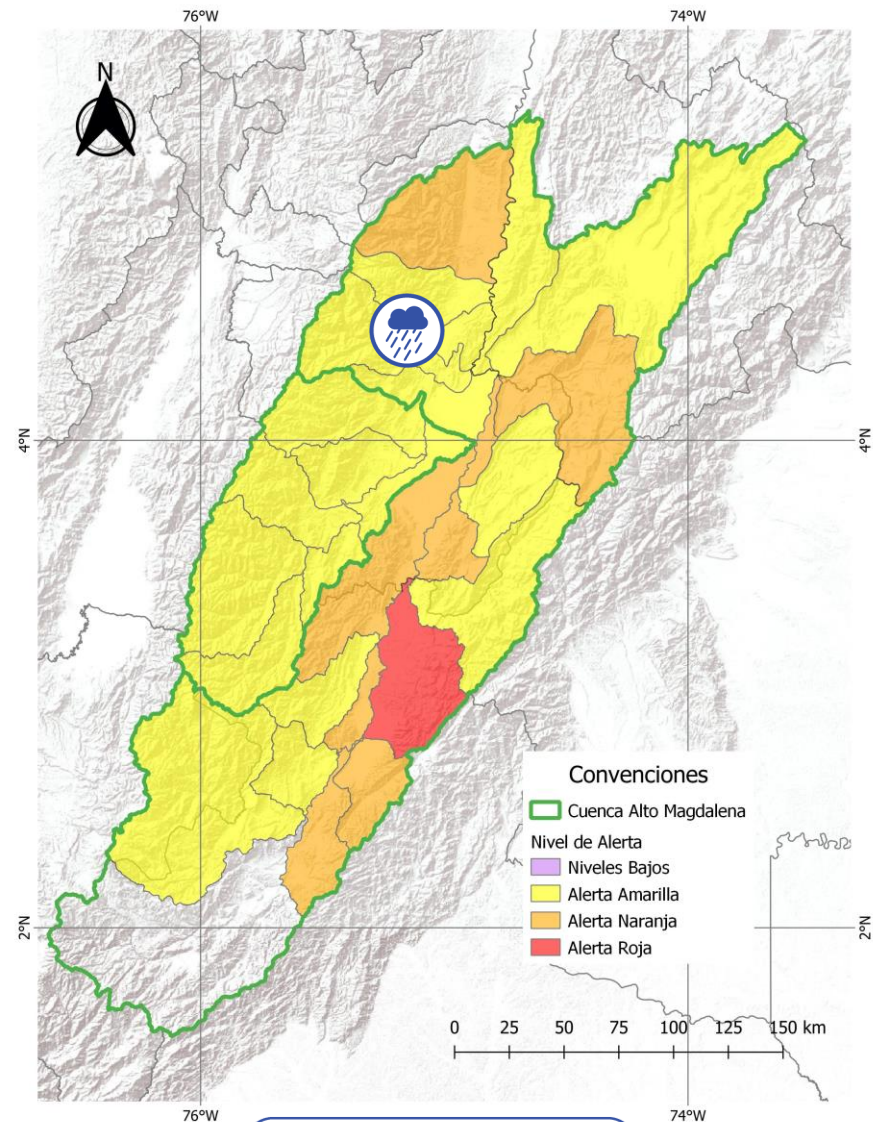 76°W 74°W
N
4°N 4°N
Convenciones
Cuenca Alto Magdalena
Nivel de Alerta
Niveles Bajos
Alerta Amarilla
Alerta Naranja
Alerta Roja
2°N 2°N
0 25 50 75 100 125 150 km
76°W 74°W